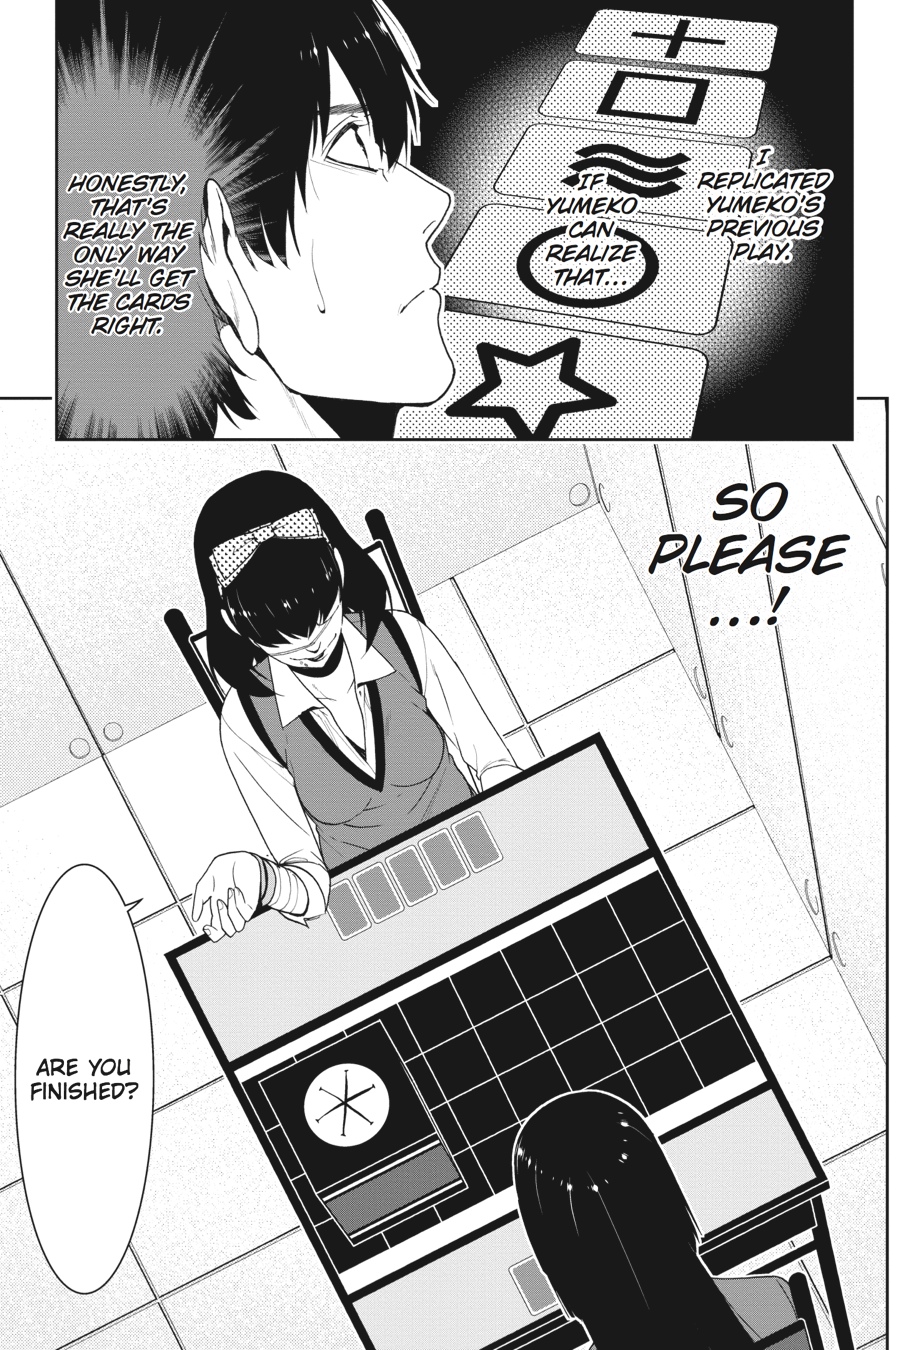 I
REPLICATED
YUMEKO'S
PREVIOUS
PLAY.
IF
YUMEKO
CAN
REALIZE
THAT...
HONESTLY,
THAT'S
REALLY THE
ONLY WAY
SHE'LL GET
THE CARDS
RIGHT.
SO
PLEASE
...!
ARE YOU
FINISHED?